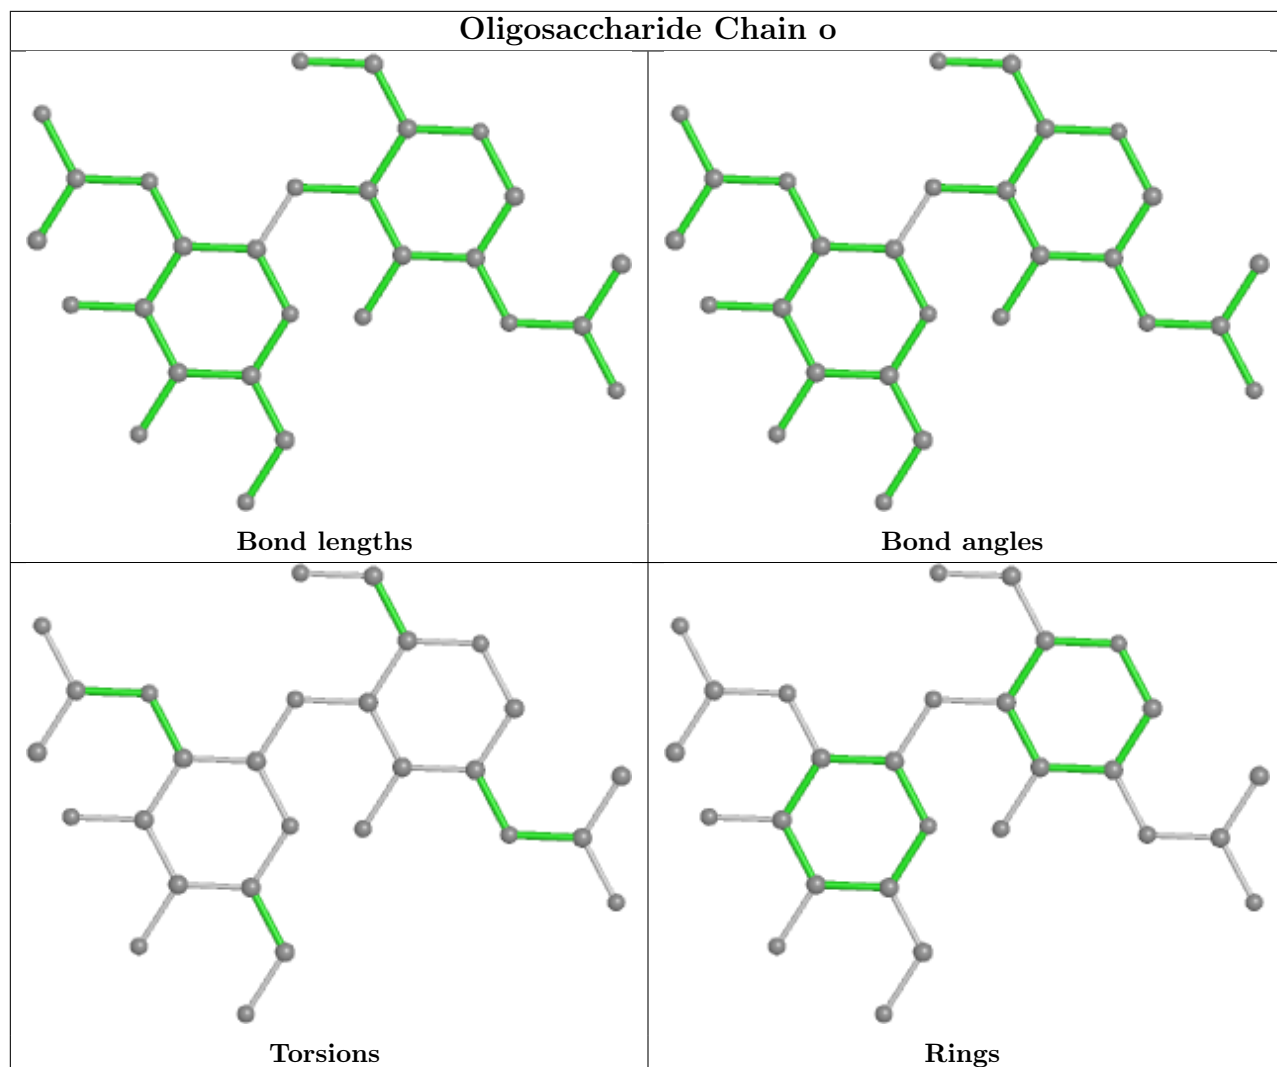 Oligosaccharide Chain o
Bond lengths
Bond angles
Torsions
Rings